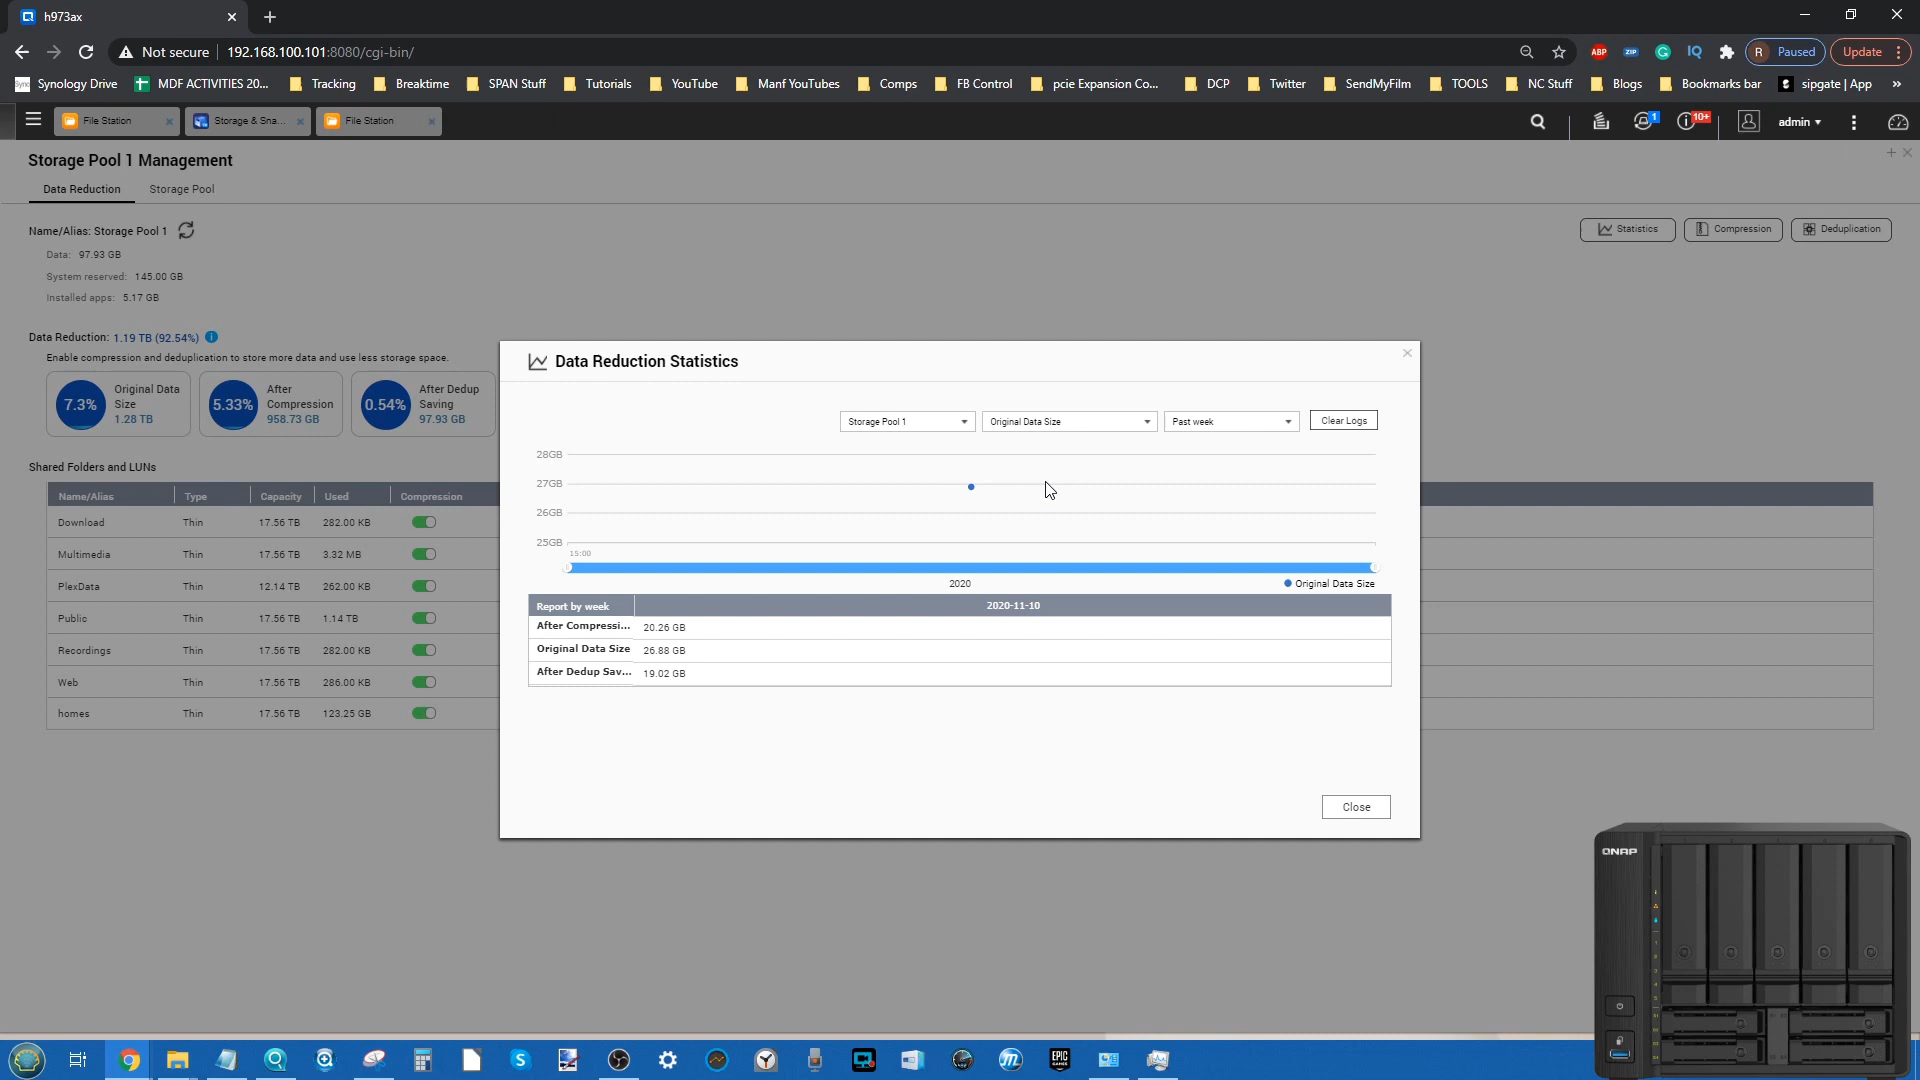 h973ax
Not secure
192.168.100.101:8080/cgi-bin/
ABP
ZIP
IQ
R Paused
Update
Synology Drive
MDF ACTIVITIES 20...
Tracking
Breaktime
SPAN Stuff
Tutorials
YouTube
Manf YouTubes
Comps
FB Control
pcie Expansion Co...
DCP
Twitter
SendMyFilm
TOOLS
NC Stuff
Blogs
Bookmarks bar
sipgate | App
»
File Station
Storage & Sna...
File Station
1
10+
admin
Storage Pool 1 Management
Data Reduction
Storage Pool
Name/Alias: Storage Pool 1
Statistics
Compression
Deduplication
Data: 97.93 GB
System reserved: 145.00 GB
Installed apps: 5.17 GB
Data Reduction: 1.19 TB (92.54%)
Enable compression and deduplication to store more data and use less storage space.
7.3%
Original Data Size
1.28 TB
5.33%
After Compression
958.73 GB
0.54%
After Dedup Saving
97.93 GB
Shared Folders and LUNs
Name/Alias Type Capacity Used Compression
Download Thin 17.56 TB 282.00 KB
Multimedia Thin 17.56 TB 3.32 MB
PlexData Thin 12.14 TB 262.00 KB
Public Thin 17.56 TB 1.14 TB
Recordings Thin 17.56 TB 282.00 KB
Web Thin 17.56 TB 286.00 KB
homes Thin 17.56 TB 123.25 GB
Data Reduction Statistics
Storage Pool 1
Original Data Size
Past week
Clear Logs
28GB
27GB
26GB
25GB
15:00
2020
Original Data Size
Report by week 2020-11-10
After Compressi... 20.26 GB
Original Data Size 26.88 GB
After Dedup Sav... 19.02 GB
Close
QNAP
EPIC GAMES